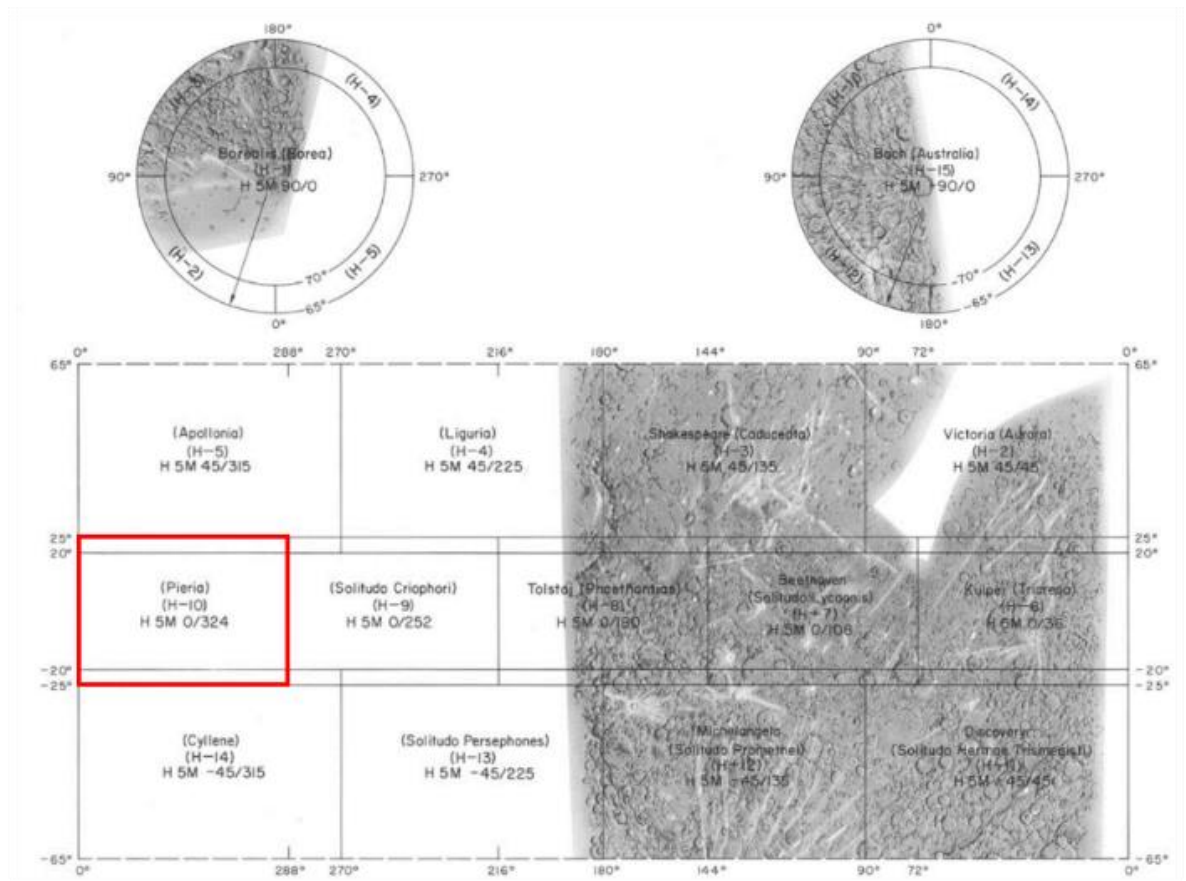 180°
(H-3)
(H-4)
Borealis (Borea)
(H-1)
H 5M 90/0
90°
270°
(H-2)
(H-5)
70°
65°
0°
0°
(H-10)
(H-14)
Bach (Australia)
(H-15)
H 5M -90/0
90°
270°
(H-12)
(H-13)
-70°
-65°
180°
0° 288° 270° 216° 180° 144° 90° 72° 0°
65° 65°
(Apollonia)
(H-5)
H 5M 45/315
(Liguria)
(H-4)
H 5M 45/225
Shakespeare (Caduceata)
(H-3)
H 5M 45/135
Victoria (Aurora)
(H-2)
H 5M 45/45
25° 25°
20° 20°
(Pieria)
(H-10)
H 5M 0/324
(Solitudo Criophori)
(H-9)
H 5M 0/252
Tolstoj (Phaethontias)
(H-8)
H 5M 0/180
Beethoven
(Solitudo Lycaonis)
(H-7)
H 5M 0/108
Kuiper (Tricrena)
(H-6)
H 5M 0/36
-20° -20°
-25° -25°
(Cyllene)
(H-14)
H 5M -45/315
(Solitudo Persephones)
(H-13)
H 5M -45/225
Michelangelo
(Solitudo Promethei)
(H-12)
H 5M -45/135
Discovery
(Solitudo Hermae Trismegisti)
(H-11)
H 5M -45/45
-65° -65°
0° 288° 270° 216° 180° 144° 90° 72° 0°